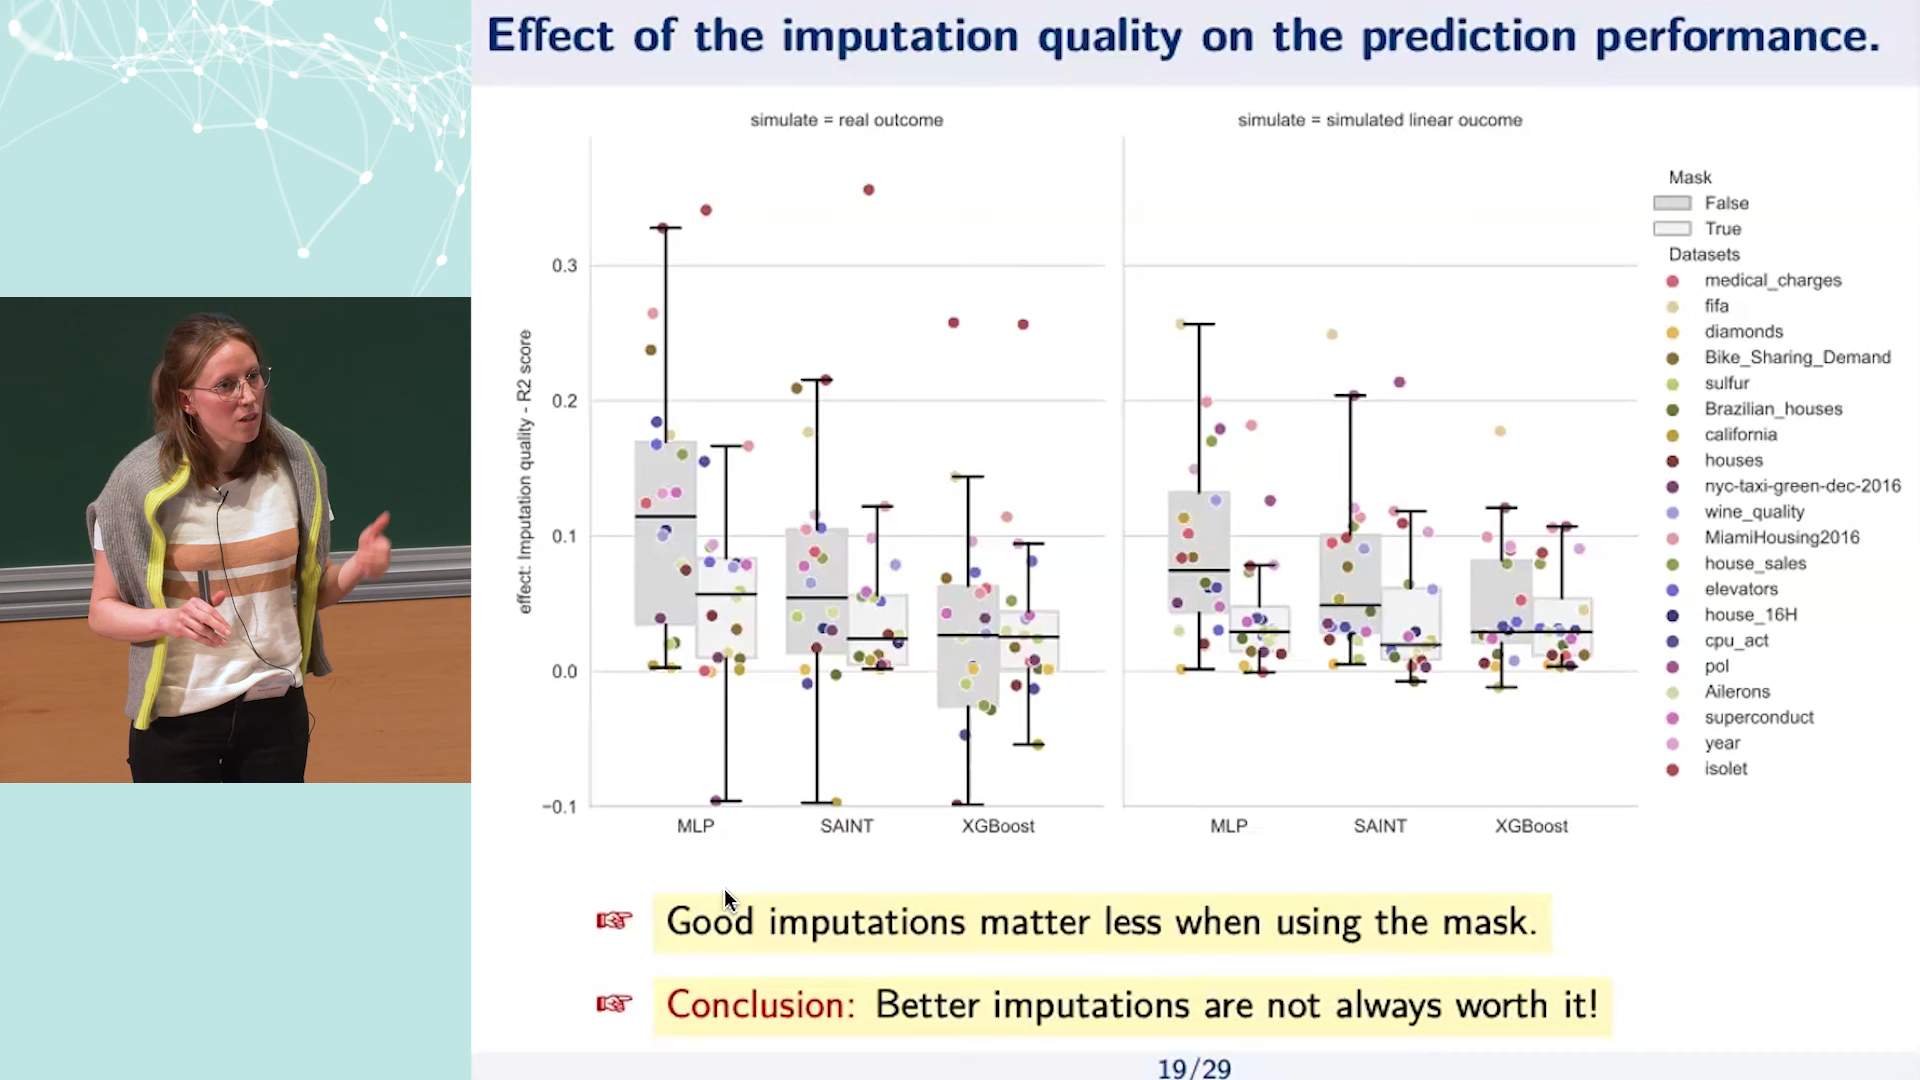 Effect of the imputation quality on the prediction performance.
simulate = real outcome
simulate = simulated linear oucome
effect: Imputation quality - R2 score
0.3
0.2
0.1
0.0
−0.1
MLP
SAINT
XGBoost
MLP
SAINT
XGBoost
Mask
False
True
Datasets
medical_charges
fifa
diamonds
Bike_Sharing_Demand
sulfur
Brazilian_houses
california
houses
nyc-taxi-green-dec-2016
wine_quality
MiamiHousing2016
house_sales
elevators
house_16H
cpu_act
pol
Ailerons
superconduct
year
isolet
Good imputations matter less when using the mask.
Conclusion: Better imputations are not always worth it!
19/29